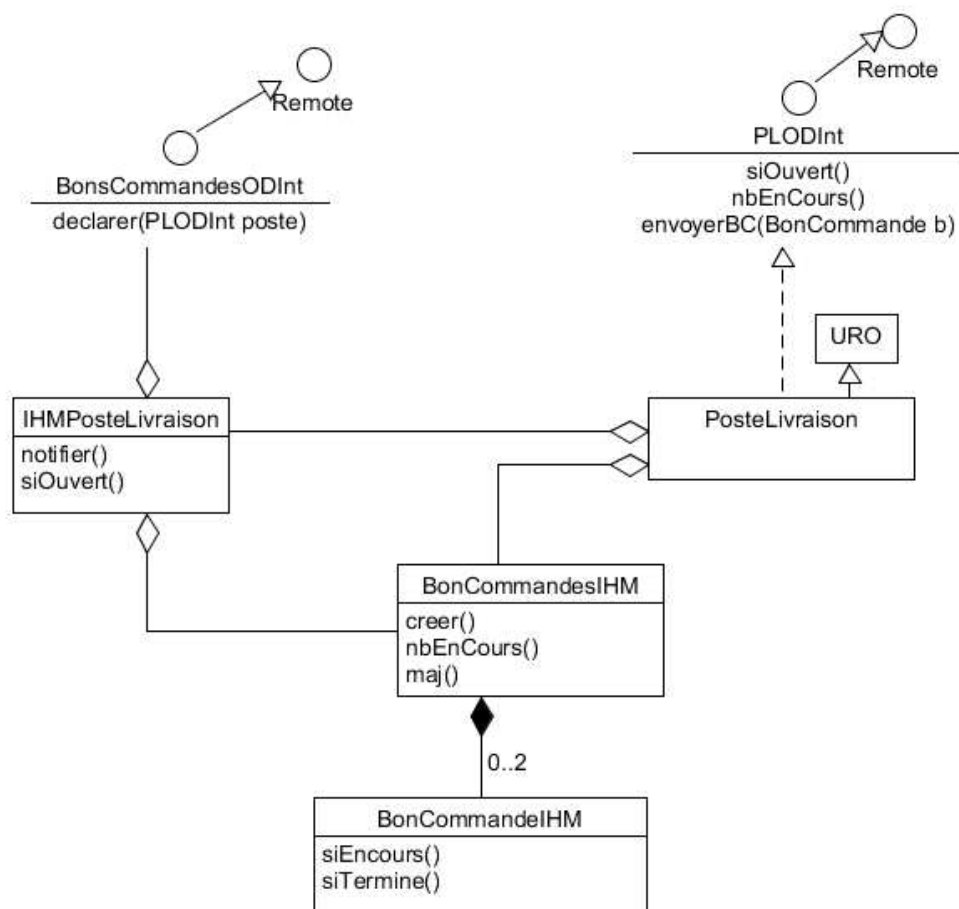 Remote
BonsCommandesODInt
declarer(PLODInt poste)
Remote
PLODInt
siOuvert()
nbEnCours()
envoyerBC(BonCommande b)
URO
IHMPosteLivraison
notifier()
siOuvert()
PosteLivraison
BonCommandesIHM
creer()
nbEnCours()
maj()
0..2
BonCommandeIHM
siEncours()
siTermine()